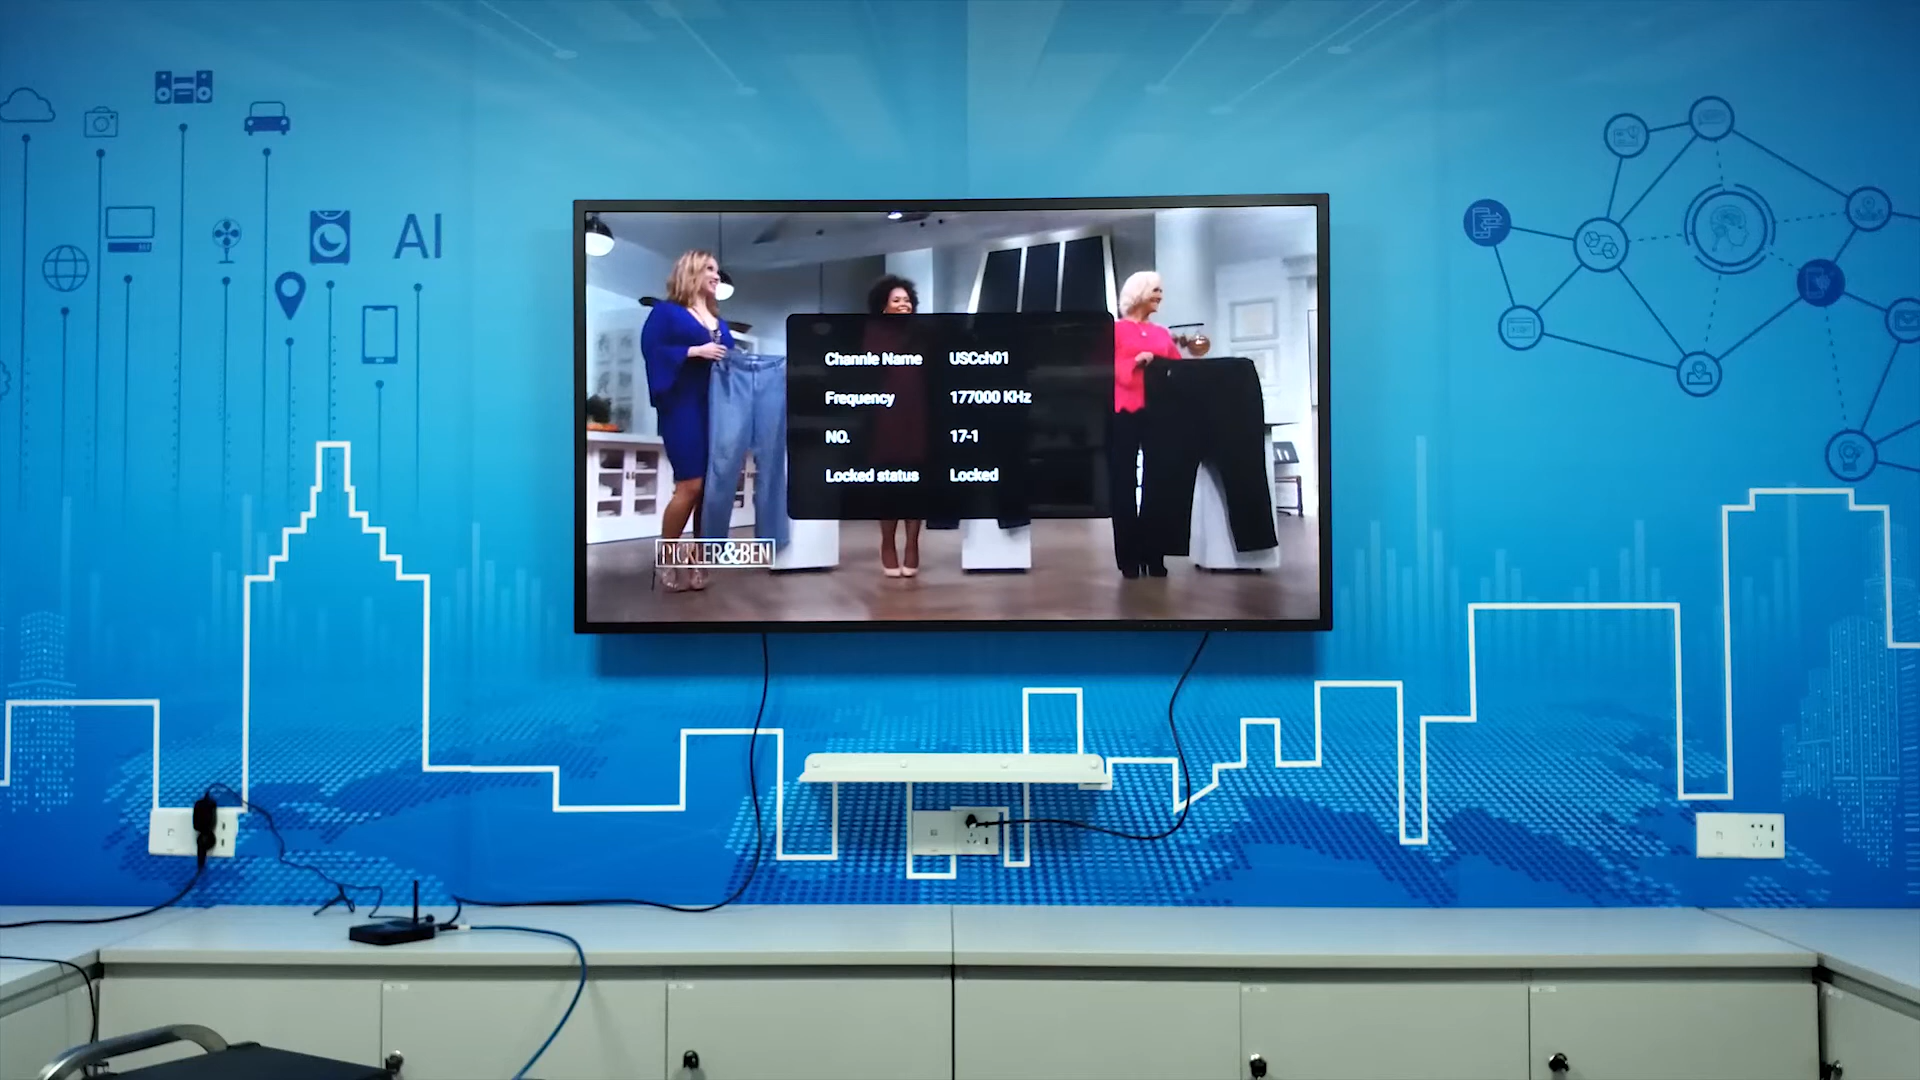 AI
Channle Name USCch01
Frequency 177000 KHz
NO. 17-1
Locked status Locked
PICKLER&BEN